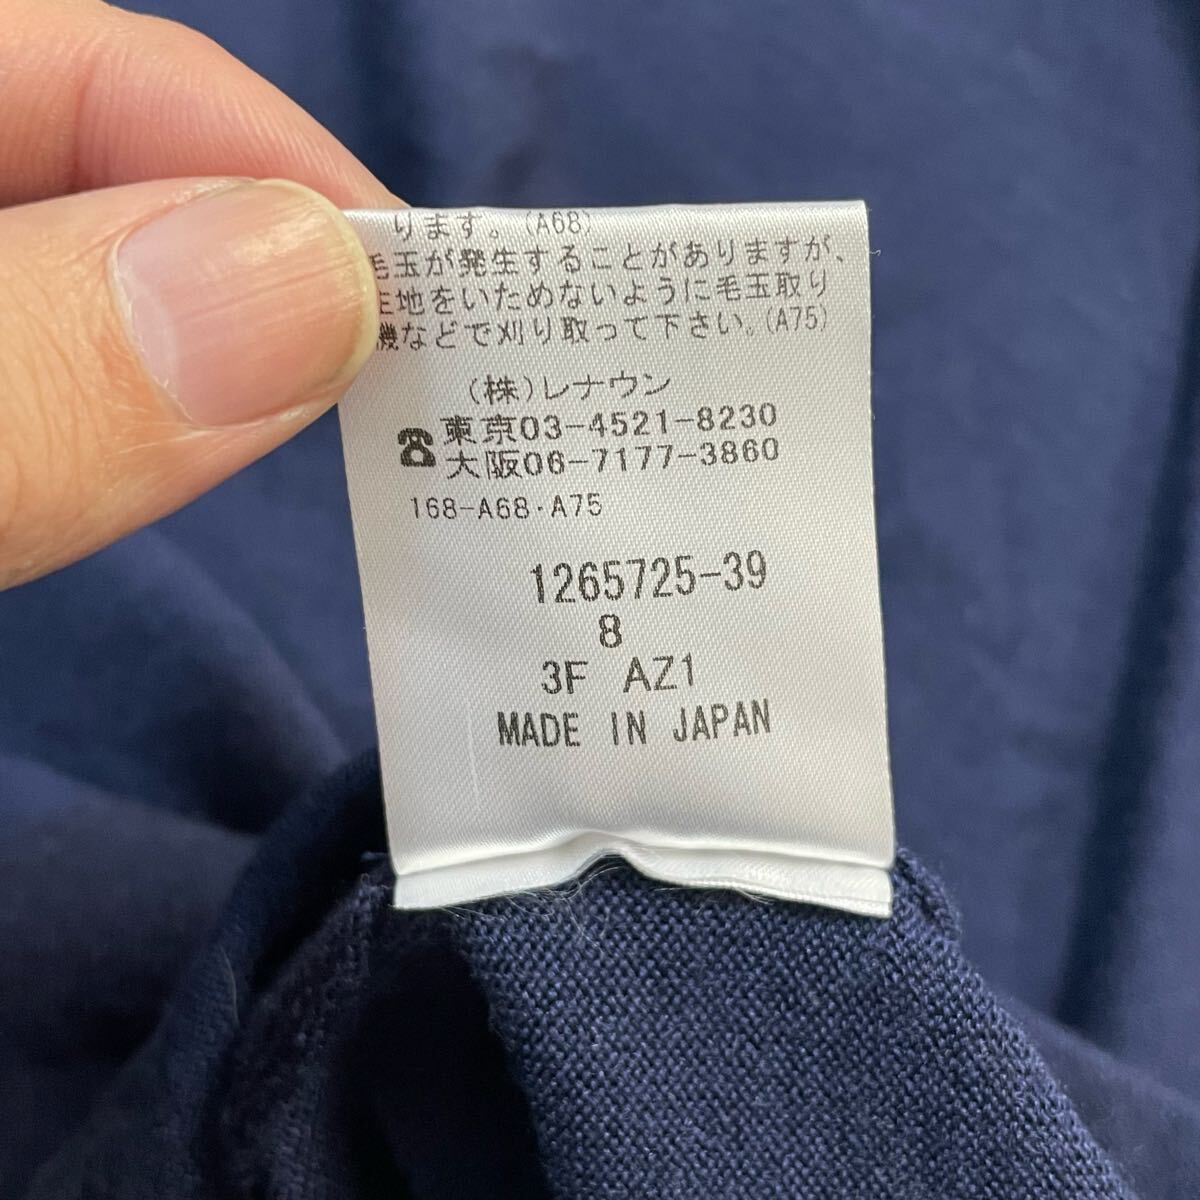 ります。(A68)
毛玉が発生することがありますが、
生地をいためないように毛玉取り
機などで刈り取って下さい。(A75)
(株)レナウン
☎東京03-4521-8230
大阪06-7177-3860
168-A68·A75
1265725-39
8
3F AZ1
MADE IN JAPAN